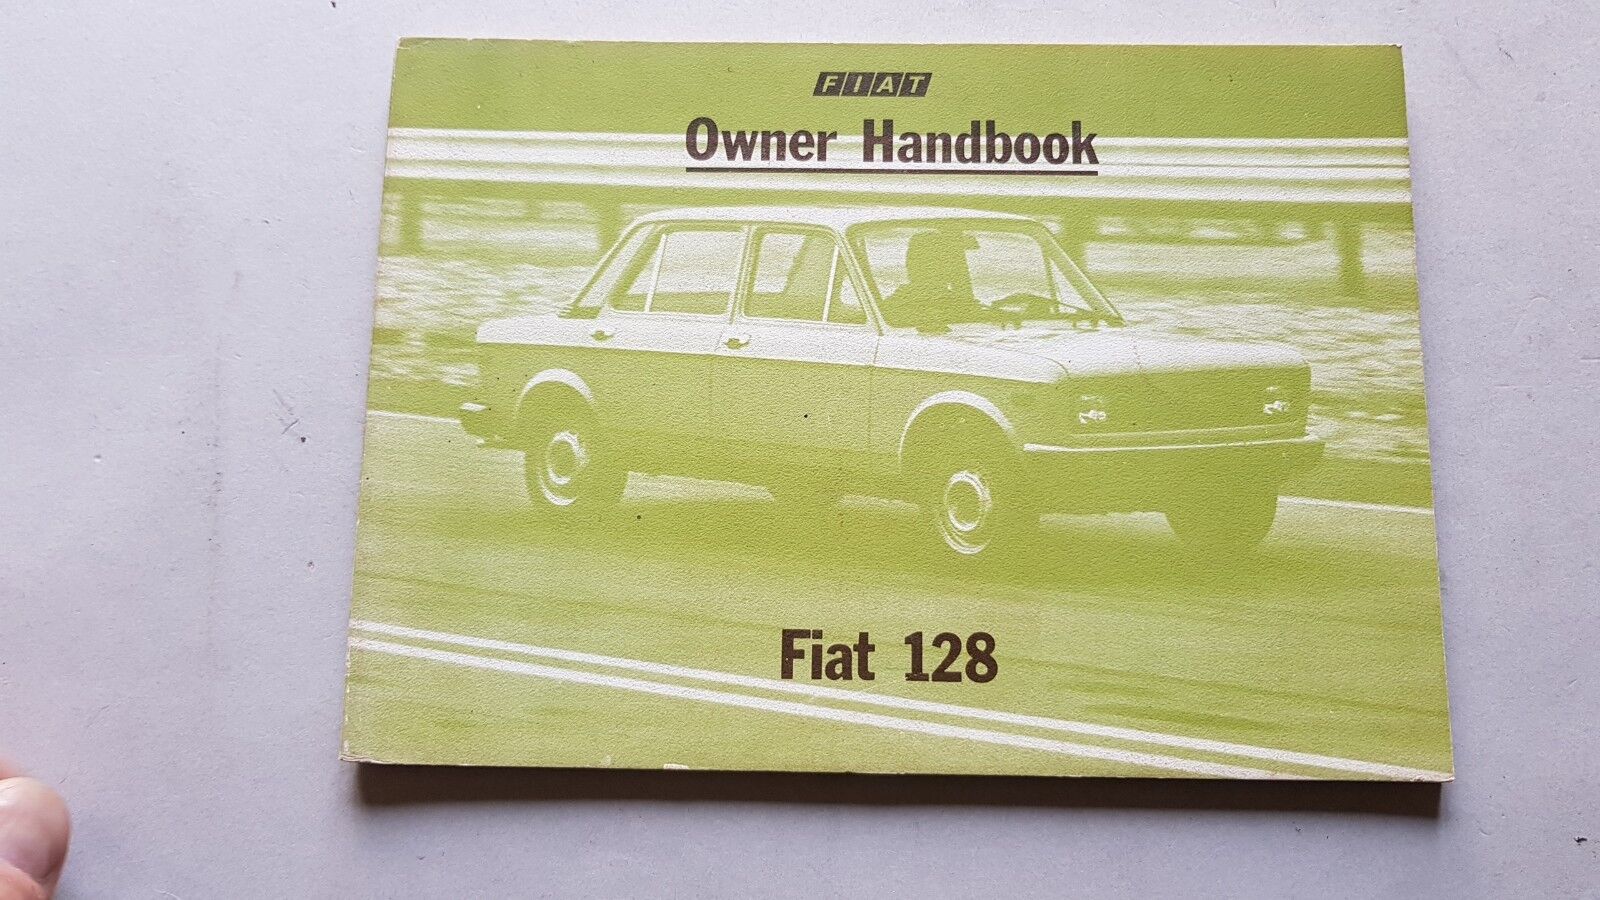 FIAT
Owner Handbook
Fiat 128